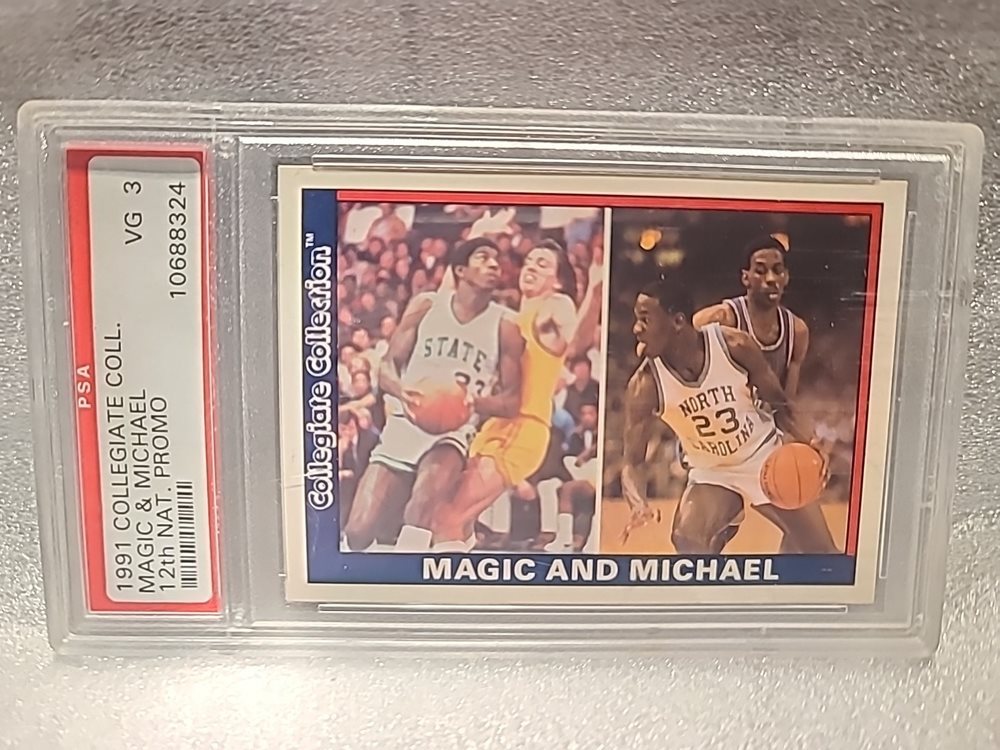 PSA
1991 COLLEGIATE COLL.
VG 3
MAGIC & MICHAEL
12th NAT. PROMO
10688324
Collegiate Collection™
STATE
NORTH
23
CAROLINA
MAGIC AND MICHAEL